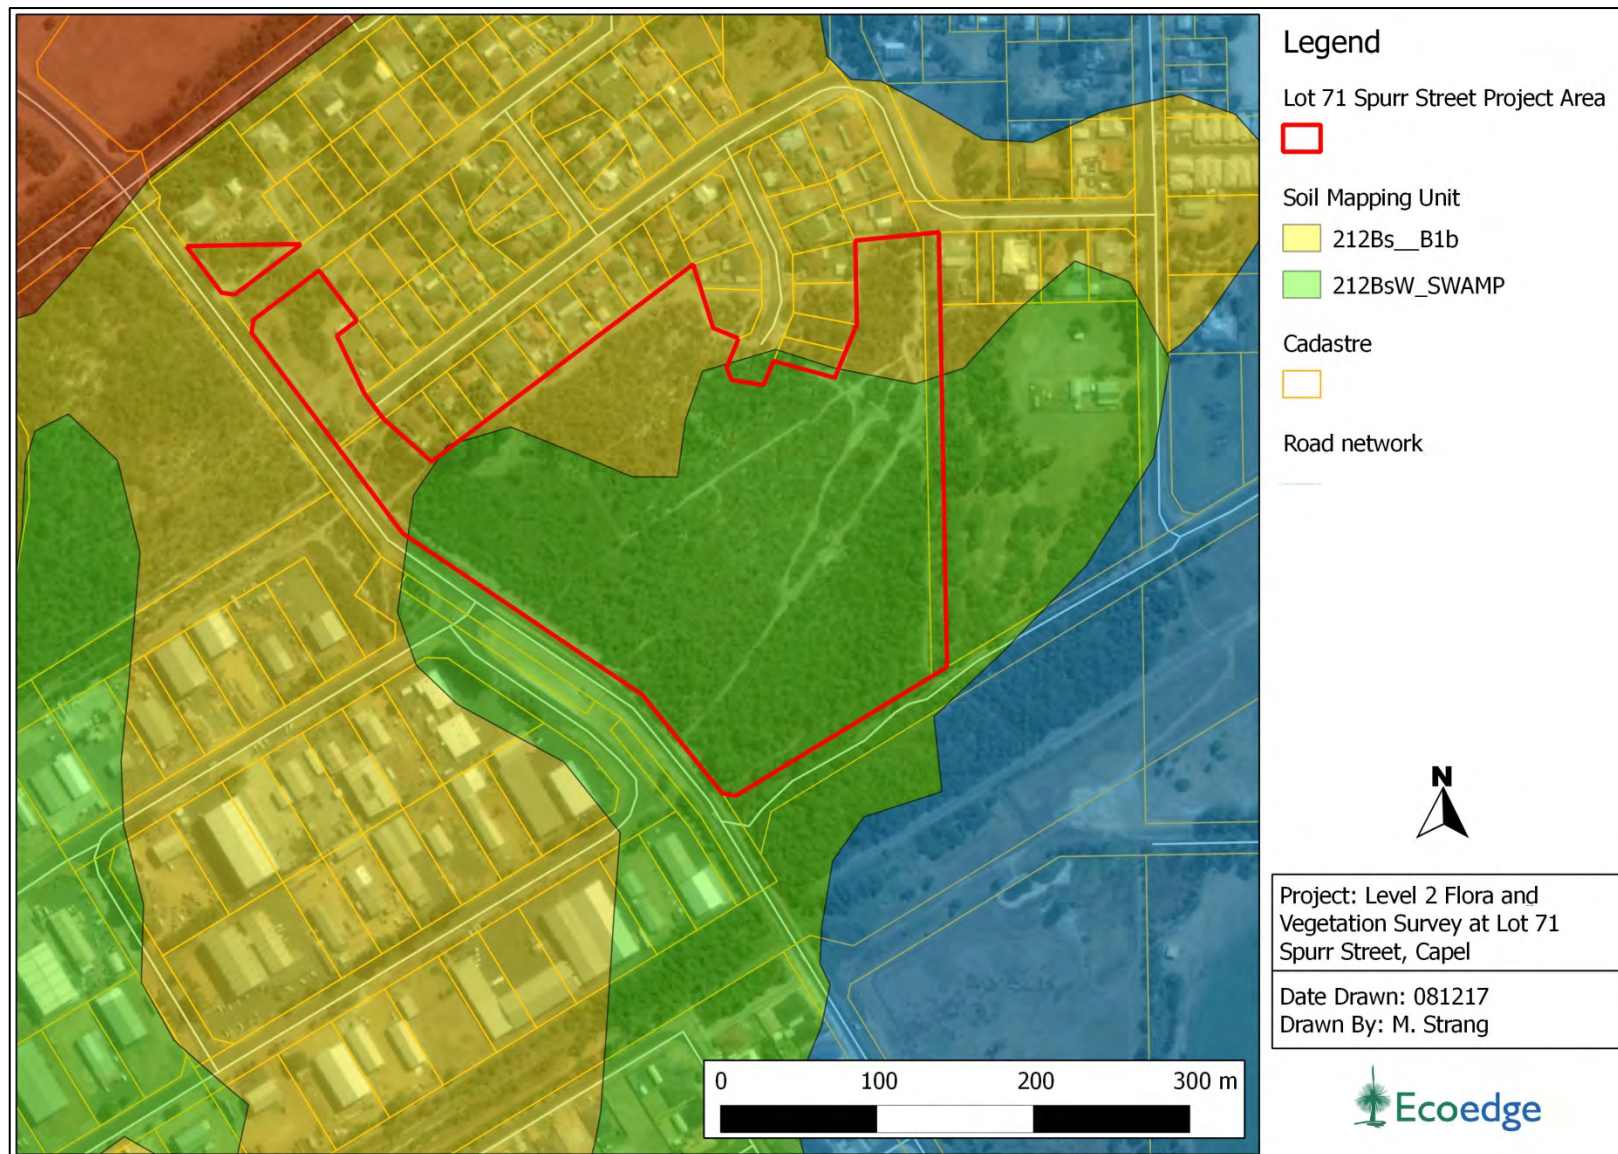 Legend
Lot 71 Spurr Street Project Area
Soil Mapping Unit
212Bs__B1b
212BsW_SWAMP
Cadastre
Road network
N
Project: Level 2 Flora and
Vegetation Survey at Lot 71
Spurr Street, Capel
Date Drawn: 081217
Drawn By: M. Strang
0 100 200 300 m
Ecoedge